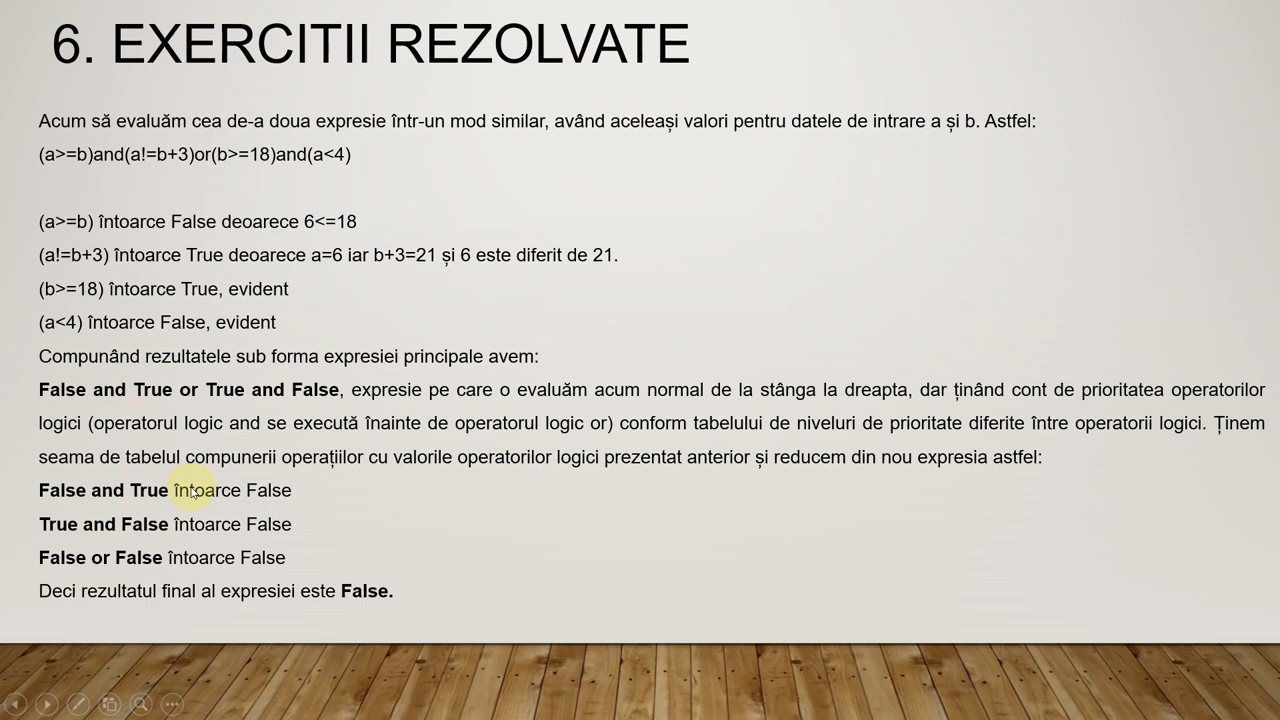 6. EXERCITII REZOLVATE
Acum să evaluăm cea de-a doua expresie într-un mod similar, având aceleași valori pentru datele de intrare a și b. Astfel:
(a>=b)and(a!=b+3)or(b>=18)and(a<4)
(a>=b) întoarce False deoarece 6<=18
(a!=b+3) întoarce True deoarece a=6 iar b+3=21 și 6 este diferit de 21.
(b>=18) întoarce True, evident
(a<4) întoarce False, evident
Compunând rezultatele sub forma expresiei principale avem:
False and True or True and False, expresie pe care o evaluăm acum normal de la stânga la dreapta, dar ținând cont de prioritatea operatorilor
logici (operatorul logic and se execută înainte de operatorul logic or) conform tabelului de niveluri de prioritate diferite între operatorii logici. Ținem
seama de tabelul compunerii operațiilor cu valorile operatorilor logici prezentat anterior și reducem din nou expresia astfel:
False and True întoarce False
True and False întoarce False
False or False întoarce False
Deci rezultatul final al expresiei este False.